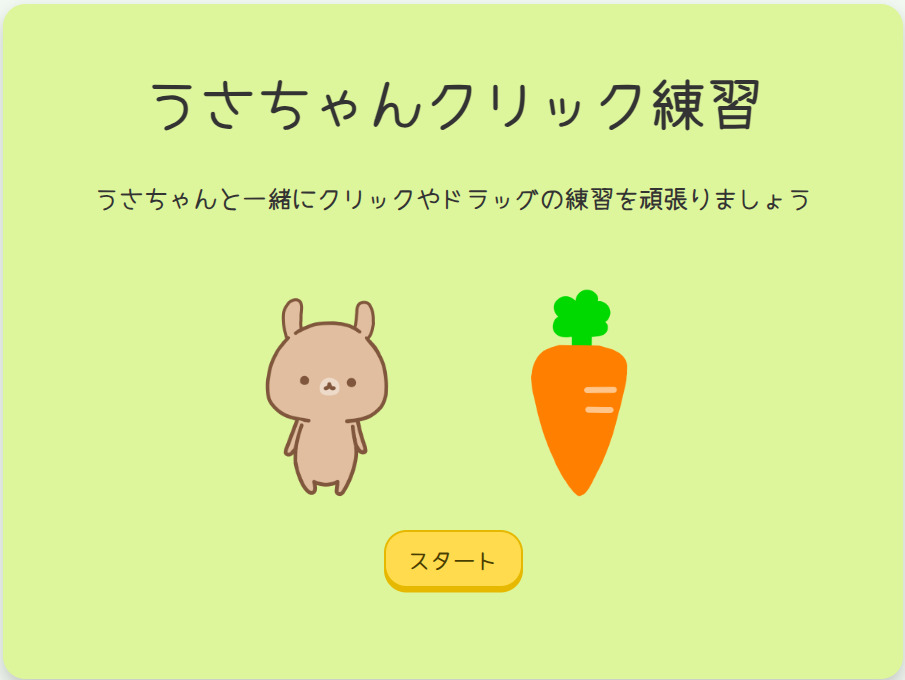 うさちゃんクリック練習
うさちゃんと一緒にクリックやドラッグの練習を頑張りましょう
スタート